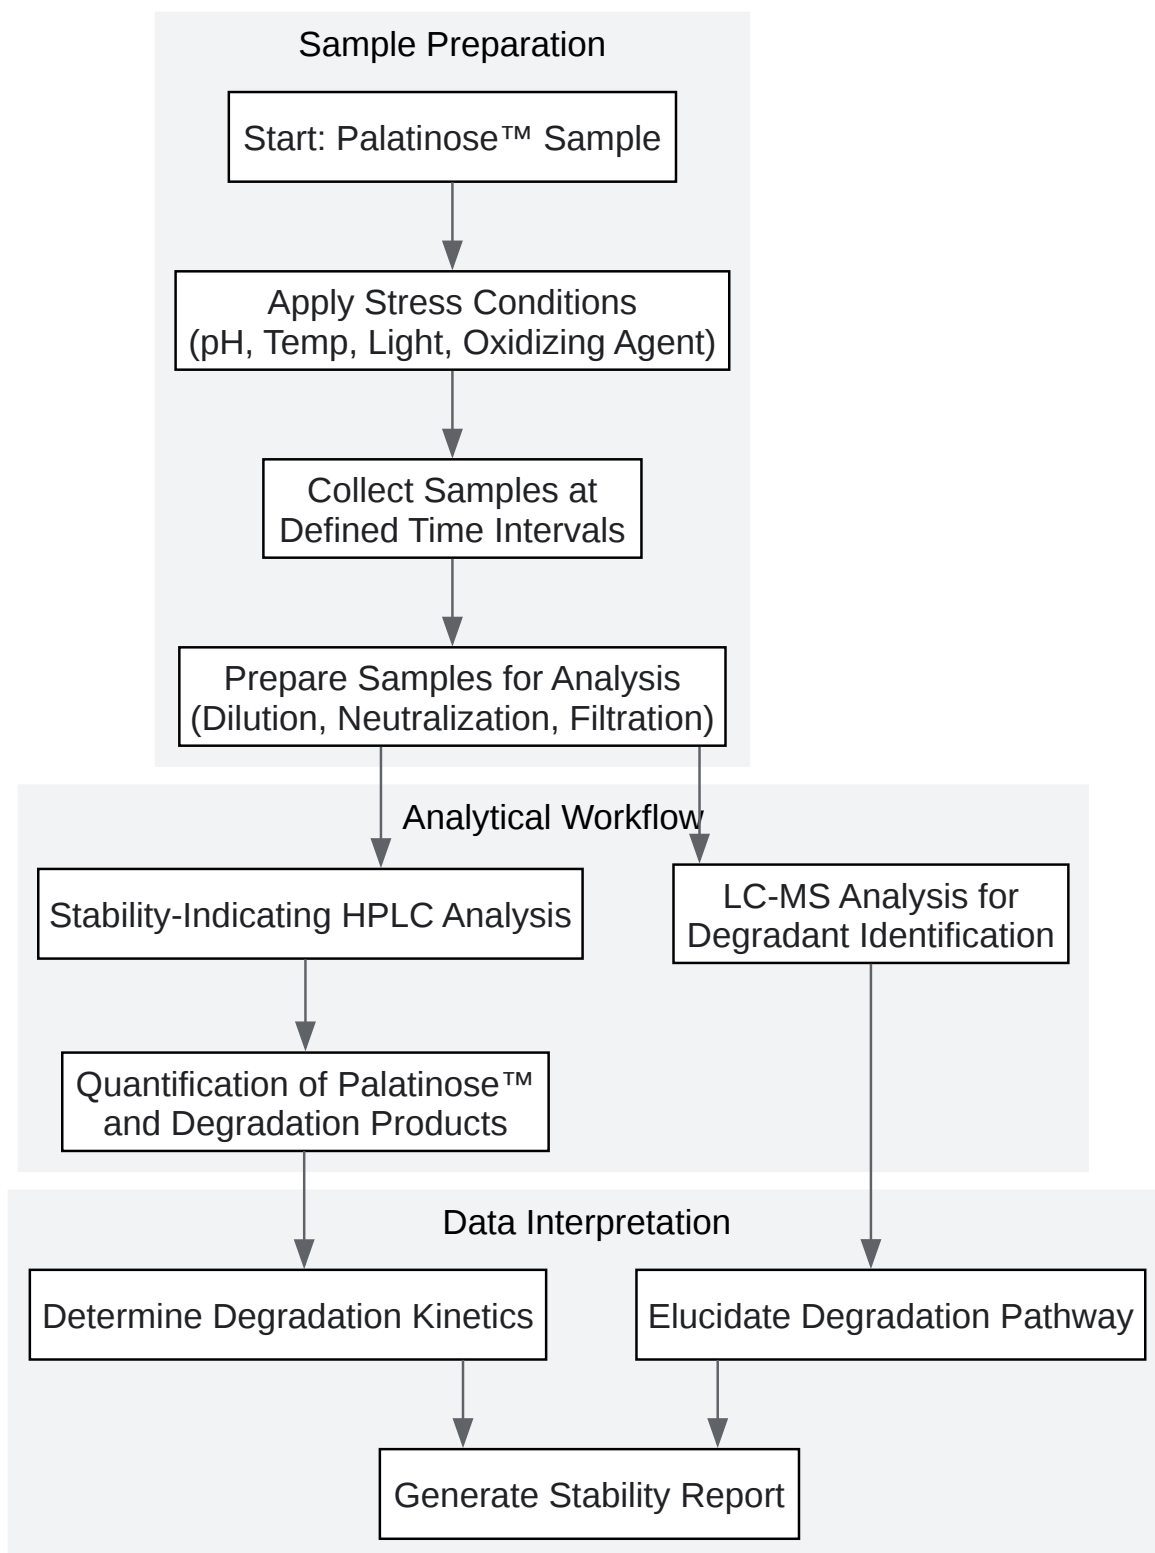 Sample Preparation
Start: Palatinose™ Sample
Apply Stress Conditions
(pH, Temp, Light, Oxidizing Agent)
Collect Samples at
Defined Time Intervals
Prepare Samples for Analysis
(Dilution, Neutralization, Filtration)
Analytical Workflow
Stability-Indicating HPLC Analysis
LC-MS Analysis for
Degradant Identification
Quantification of Palatinose™
and Degradation Products
Data Interpretation
Determine Degradation Kinetics
Elucidate Degradation Pathway
Generate Stability Report